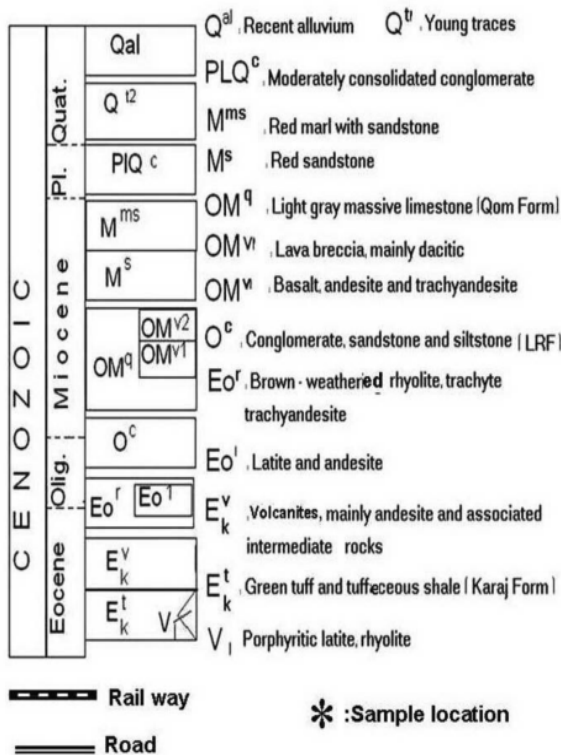 CENOZOIC
Quat.
Pl.
Miocene
Olig.
Eocene
Qal
Q t2
PlQ c
M ms
M s
OM q
OM v2
OM v1
O c
Eo r
Eo l
E v k
E t k
V
Q al , Recent alluvium Q tr , Young traces
PLQ c , Moderately consolidated conglomerate
M ms , Red marl with sandstone
M s , Red sandstone
OM q , Light gray massive limestone (Qom Form)
OM , Lava breccia, mainly dacitic
OM , Basalt, andesite and trachyandesite
O c , Conglomerate, sandstone and siltstone (LRF)
Eo r , Brown - weathered rhyolite, trachyte
trachyandesite
Eo l , Latite and andesite
E v k , Volcanites, mainly andesite and associated
intermediate rocks
E t k , Green tuff and tuffeceous shale (Karaj Form)
V , Porphyritic latite, rhyolite
Rail way
Road
* :Sample location